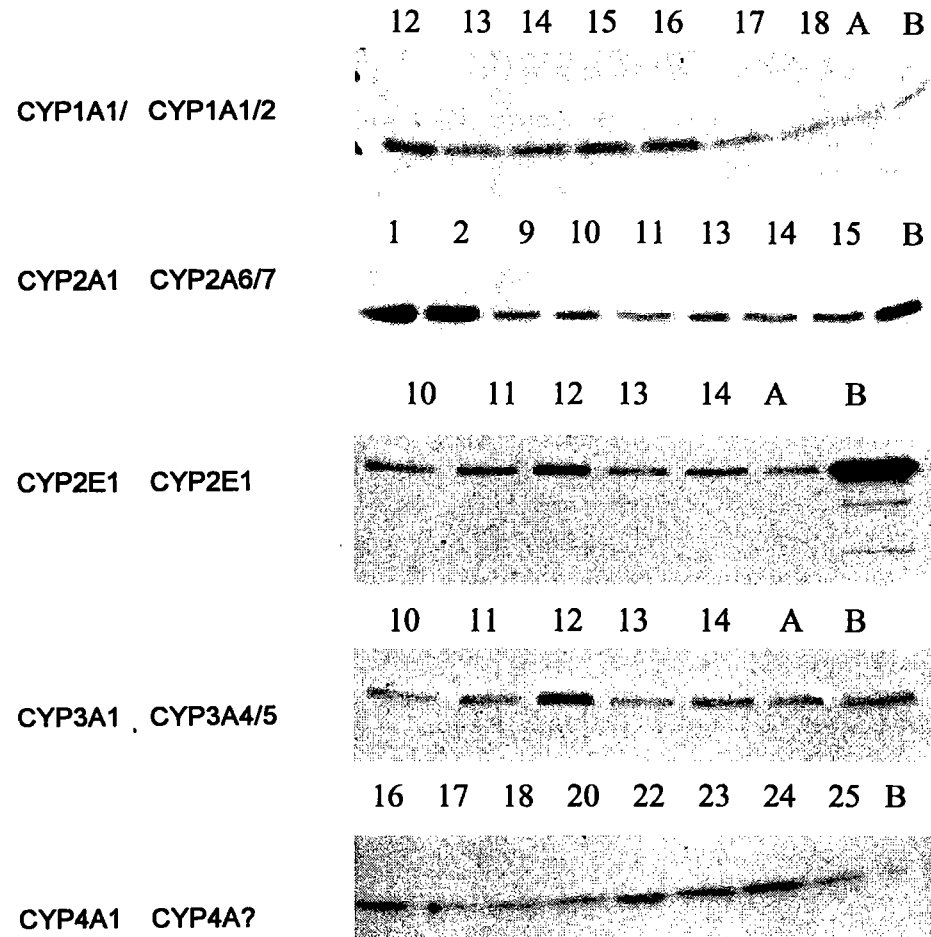 12 13 14 15 16 17 18 A B
CYP1A1/ CYP1A1/2
1 2 9 10 11 13 14 15 B
CYP2A1 CYP2A6/7
10 11 12 13 14 A B
CYP2E1 CYP2E1
10 11 12 13 14 A B
CYP3A1 CYP3A4/5
16 17 18 20 22 23 24 25 B
CYP4A1 CYP4A?